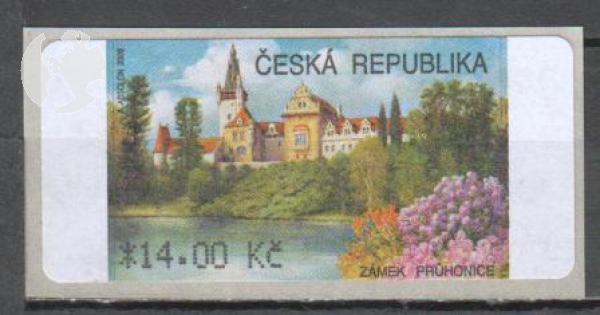 ČESKÁ REPUBLIKA
*14.00 Kč
ZÁMEK PRŮHONICE